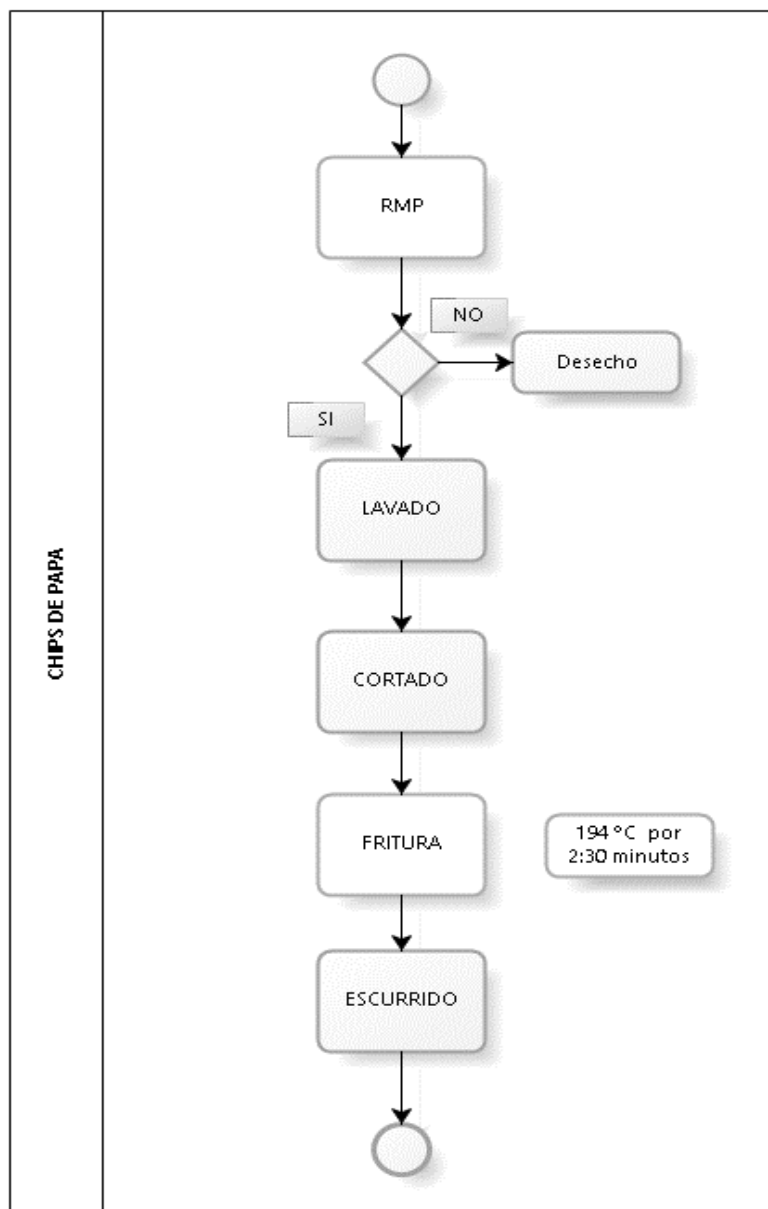 CHIPS DE PAPA
RMP
NO
Desecho
SI
LAVADO
CORTADO
FRITURA
194 °C por
2:30 minutos
ESCURRIDO